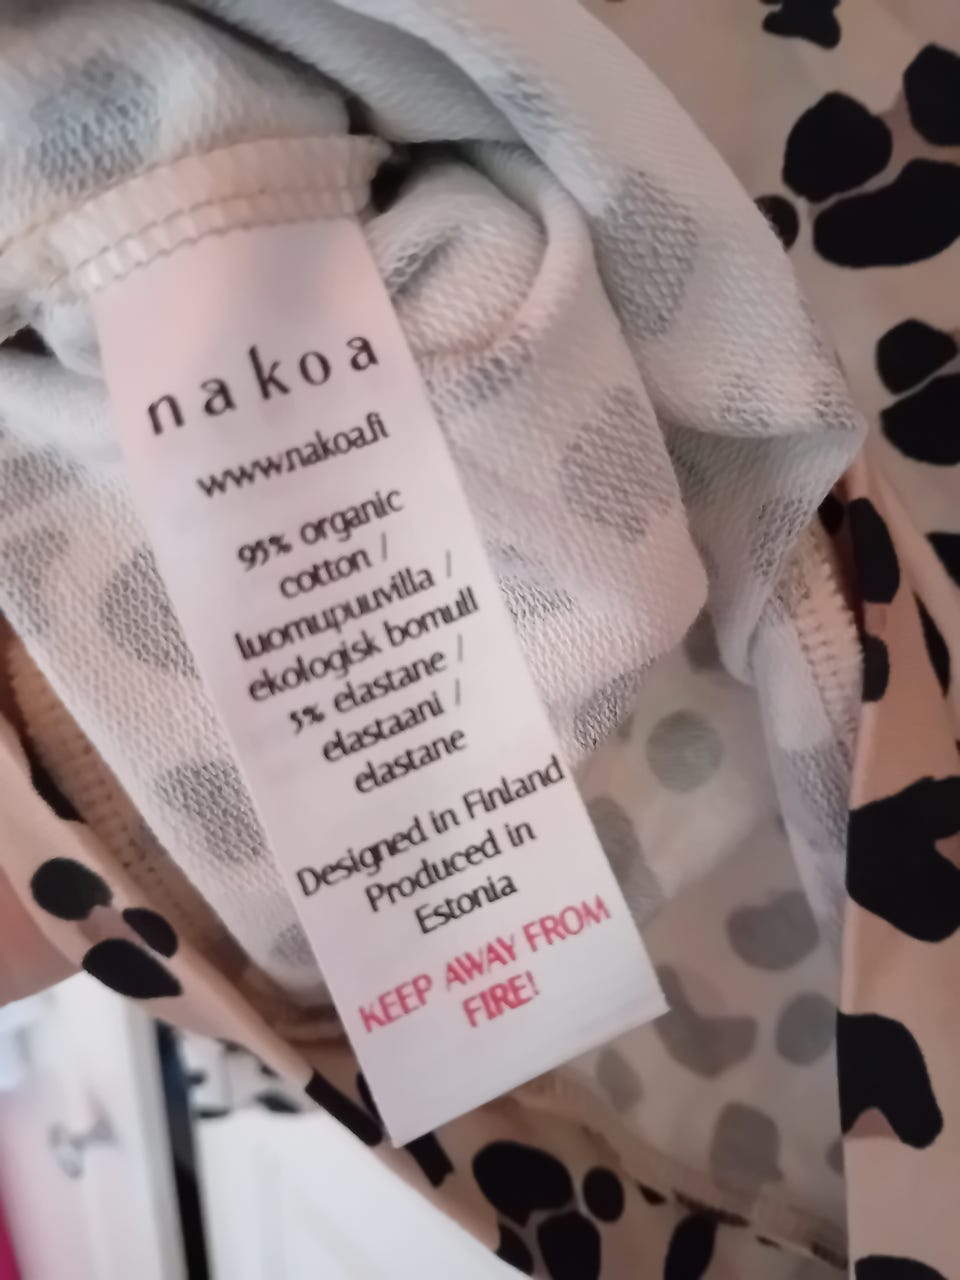 nakoa
www.nakoa.fi
95% organic
cotton /
luomupuuvilla /
ekologisk bomull
5% elastane /
elastaani /
elastane
Designed in Finland
Produced in
Estonia
KEEP AWAY FROM
FIRE!